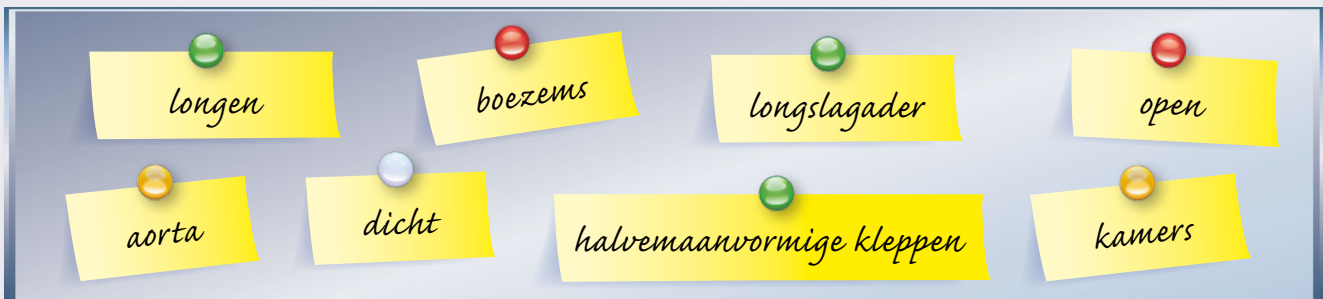 longen
boezems
longslagader
open
aorta
dicht
halvemaanvormige kleppen
kamers